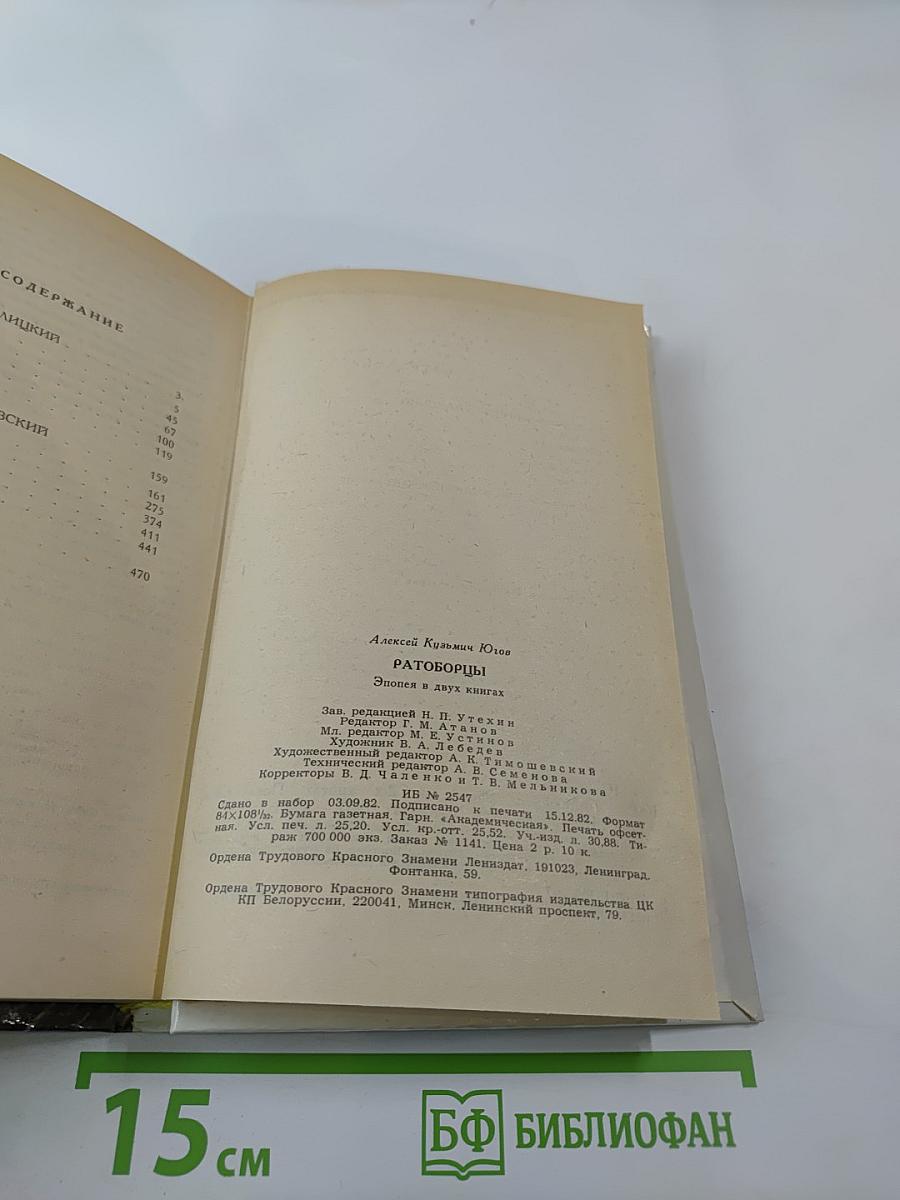 СОДЕРЖАНИЕ
ЛИЦКИЙ
3
5
45
67
100
119
ВСКИЙ
159
161
275
374
411
441
470
Алексей Кузьмич Югов
РАТОБОРЦЫ
Эпопея в двух книгах
Зав. редакцией Н. П. Утехин
Редактор Г. М. Атанов
Мл. редактор М. Е. Устинов
Художник В. А. Лебедев
Художественный редактор А. К. Тимошевский
Технический редактор А. В. Семенова
Корректоры В. Д. Чаленко и Т. В. Мельникова
ИБ № 2547
Сдано в набор 03.09.82. Подписано к печати 15.12.82. Формат
84×108¹/₃₂. Бумага газетная. Гарн. «Академическая». Печать офсет-
ная. Усл. печ. л. 25,20. Усл. кр.-отт. 25,52. Уч.-изд. л. 30,88. Ти-
раж 700 000 экз. Заказ № 1141. Цена 2 р. 10 к.
Ордена Трудового Красного Знамени Лениздат. 191023, Ленинград,
Фонтанка, 59.
Ордена Трудового Красного Знамени типография издательства ЦК
КП Белоруссии, 220041, Минск, Ленинский проспект, 79.
15 см
БФ БИБЛИОФАН